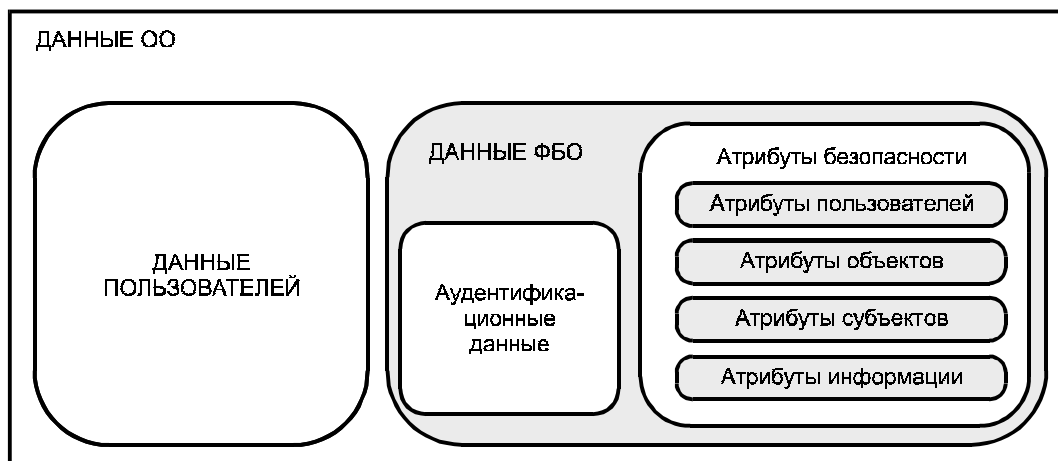 ДАННЫЕ ОО
ДАННЫЕ
ПОЛЬЗОВАТЕЛЕЙ
ДАННЫЕ ФБО
Аудентифика-
ционные
данные
Атрибуты безопасности
Атрибуты пользователей
Атрибуты объектов
Атрибуты субъектов
Атрибуты информации